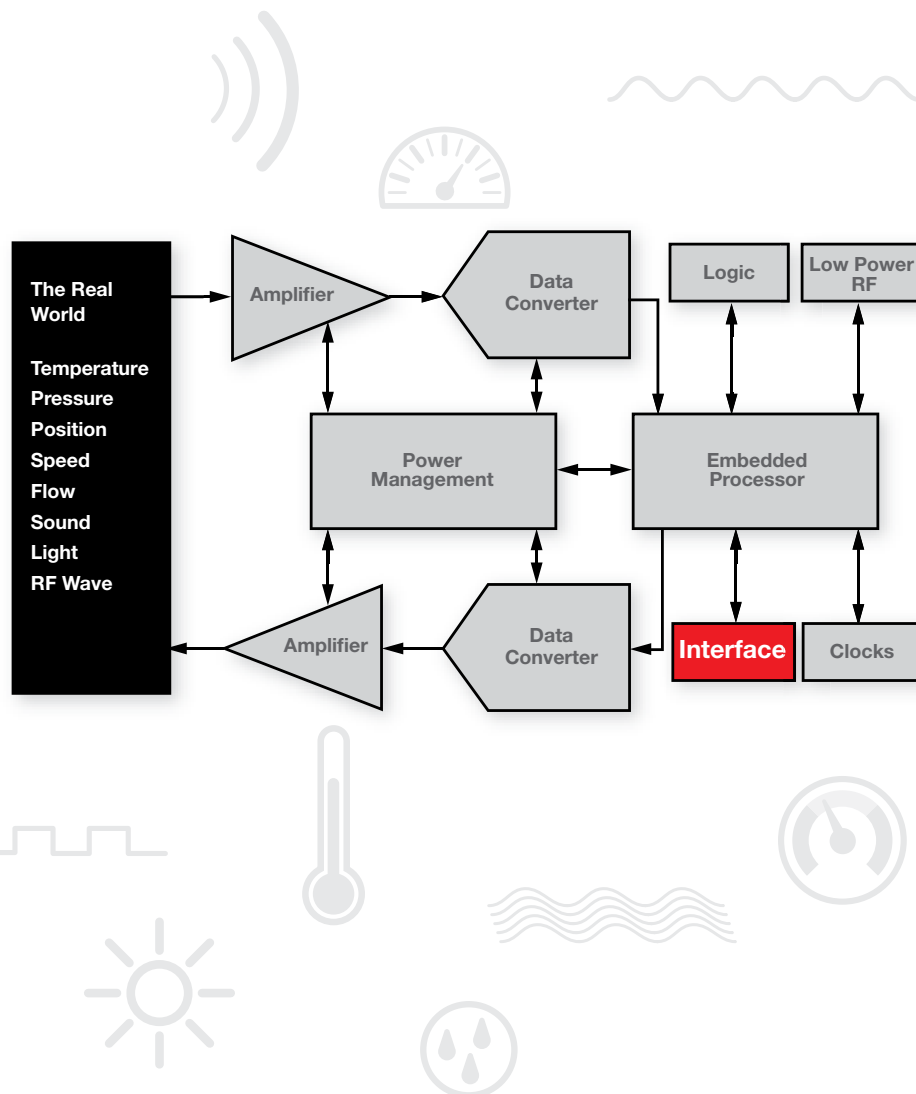 The Real
World
Temperature
Pressure
Position
Speed
Flow
Sound
Light
RF Wave
Amplifier
Data
Converter
Logic
Low Power
RF
Power
Management
Embedded
Processor
Amplifier
Data
Converter
Interface
Clocks